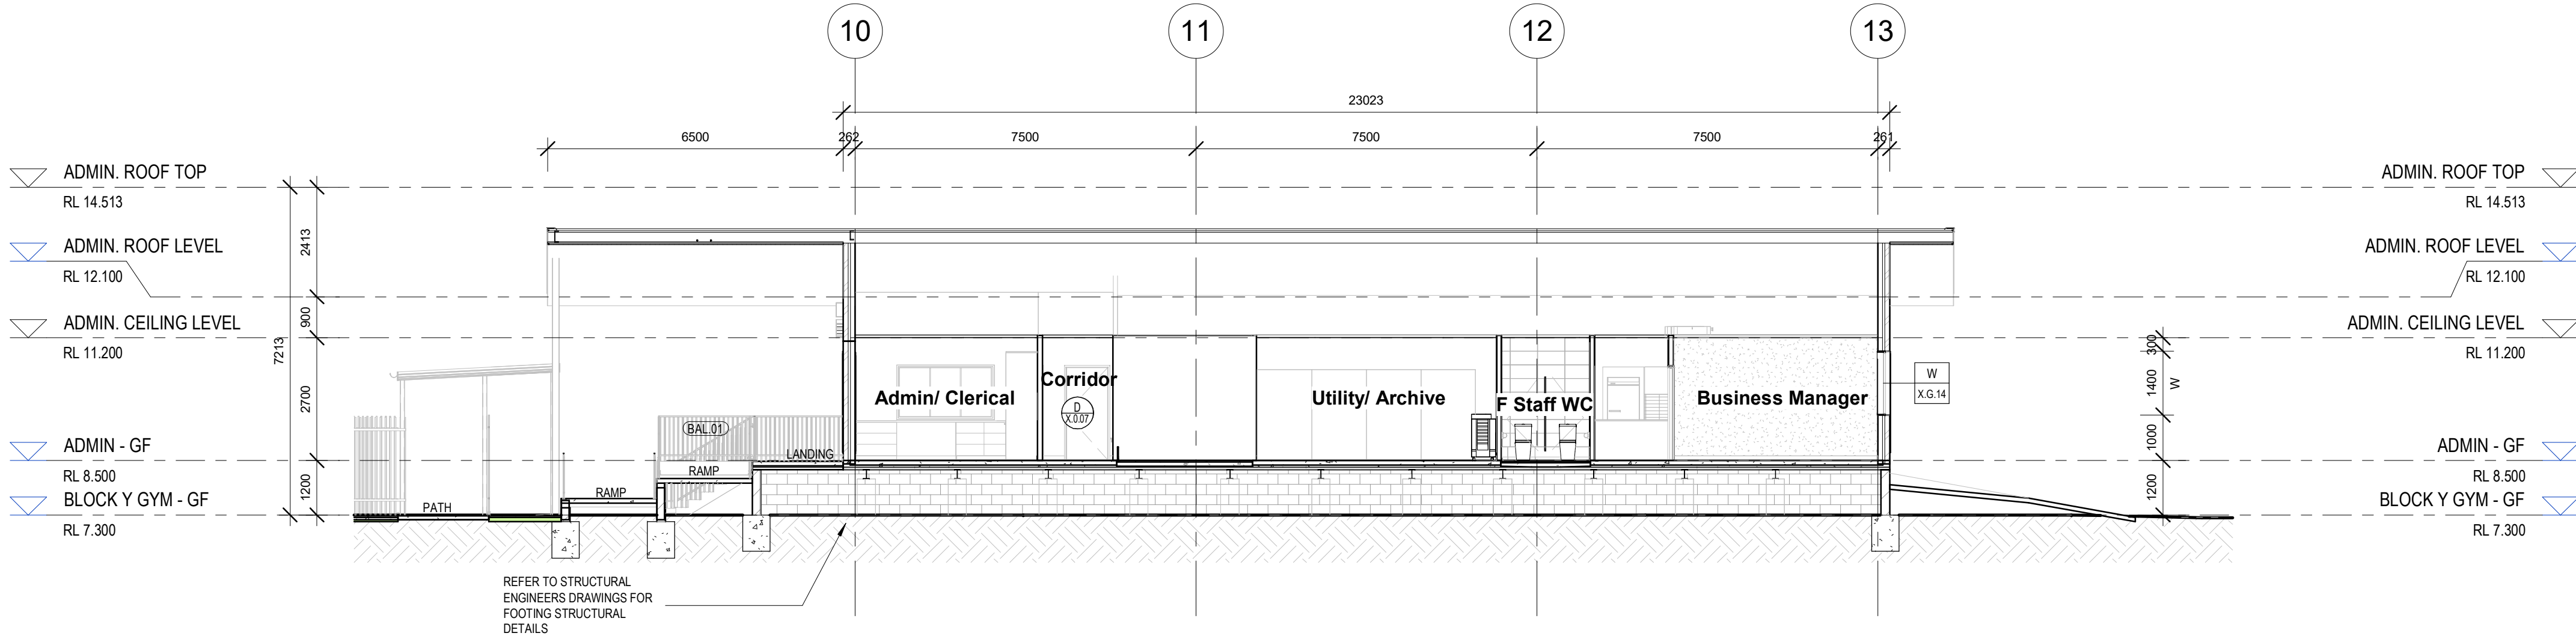 10
11
12
13
23023
6500
262
7500
7500
7500
261
ADMIN. ROOF TOP
RL 14.513
ADMIN. ROOF LEVEL
RL 12.100
ADMIN. CEILING LEVEL
RL 11.200
ADMIN - GF
RL 8.500
BLOCK Y GYM - GF
RL 7.300
7213
2413
900
2700
1200
Admin/ Clerical
Corridor
D
X.0.07
Utility/ Archive
F Staff WC
Business Manager
BAL.01
LANDING
RAMP
RAMP
PATH
REFER TO STRUCTURAL
ENGINEERS DRAWINGS FOR
FOOTING STRUCTURAL
DETAILS
W
X.G.14
300
1400
W
1000
1200
ADMIN. ROOF TOP
RL 14.513
ADMIN. ROOF LEVEL
RL 12.100
ADMIN. CEILING LEVEL
RL 11.200
ADMIN - GF
RL 8.500
BLOCK Y GYM - GF
RL 7.300